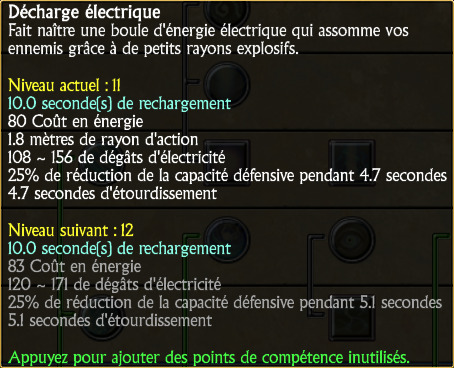 Décharge électrique
Fait naître une boule d'énergie électrique qui assomme vos
ennemis grâce à de petits rayons explosifs.
Niveau actuel : 11
10.0 seconde(s) de rechargement
80 Coût en énergie
1.8 mètres de rayon d'action
108 ~ 156 de dégâts d'électricité
25% de réduction de la capacité défensive pendant 4.7 secondes
4.7 secondes d'étourdissement
Niveau suivant : 12
10.0 seconde(s) de rechargement
83 Coût en énergie
120 ~ 171 de dégâts d'électricité
25% de réduction de la capacité défensive pendant 5.1 secondes
5.1 secondes d'étourdissement
Appuyez pour ajouter des points de compétence inutilisés.